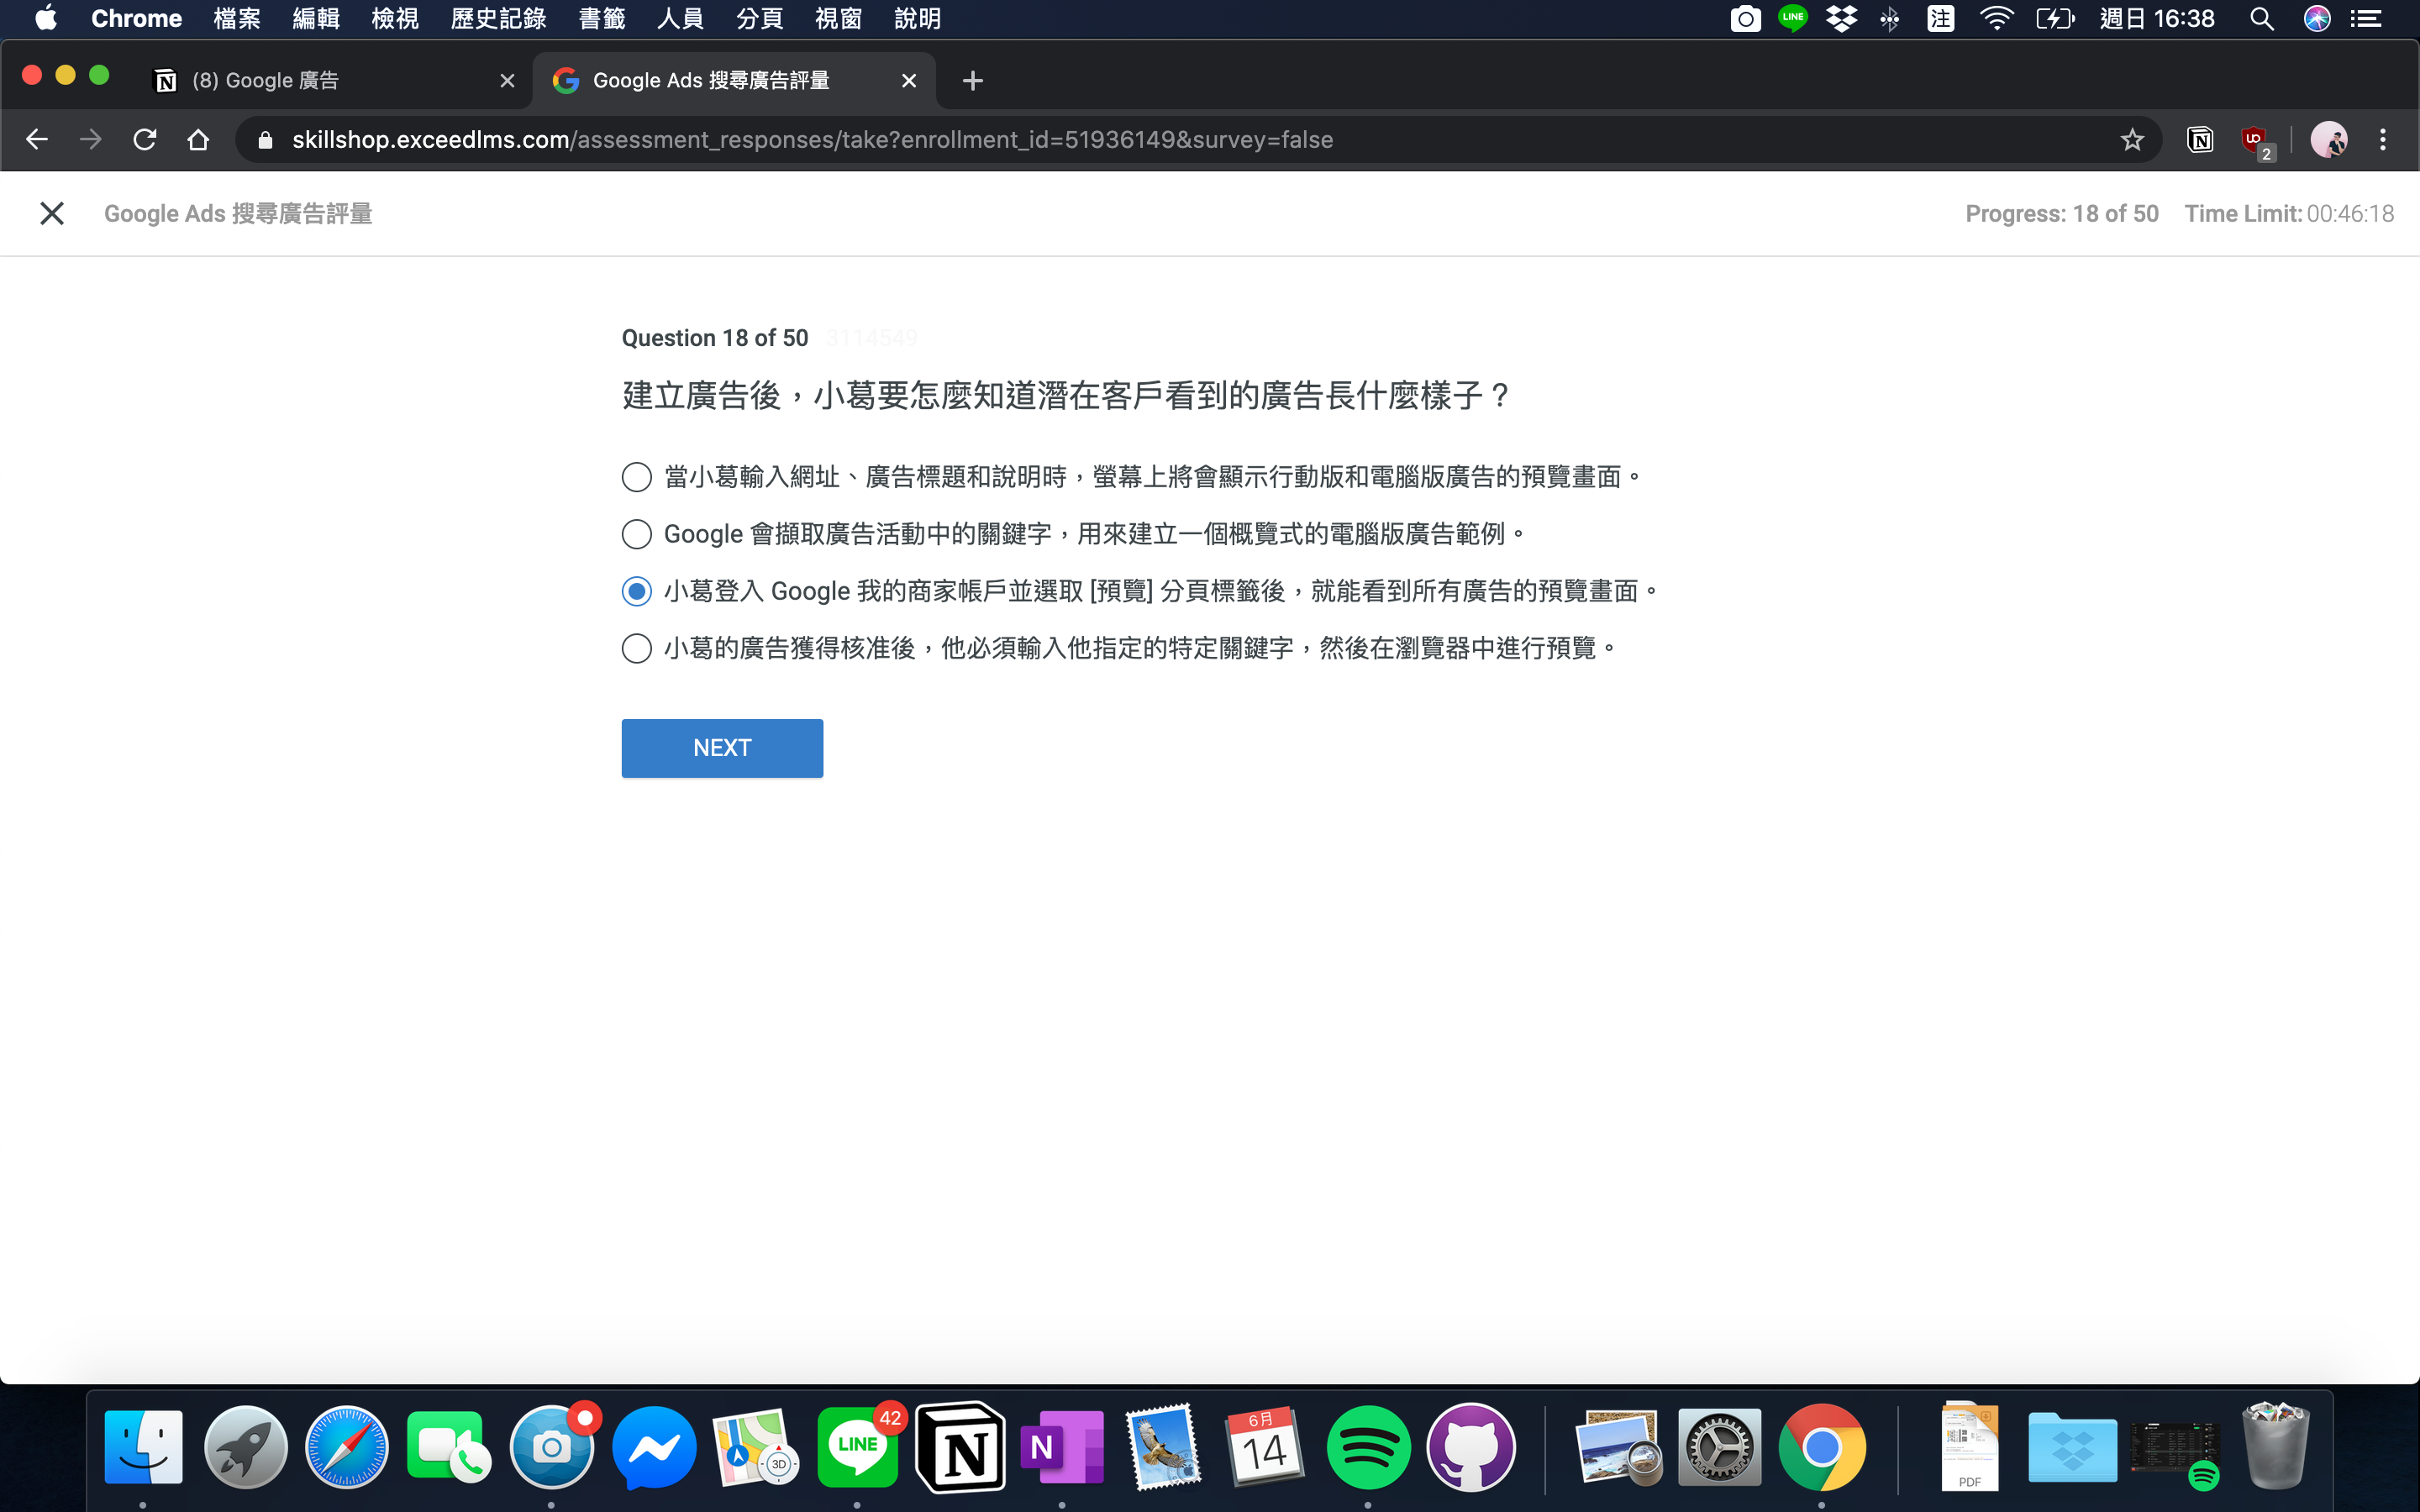 Chrome 檔案 編輯 檢視 歷史記錄 書籤 人員 分頁 視窗 說明 LINE 注 週日 16:38
(8) Google 廣告 Google Ads 搜尋廣告評量
skillshop.exceedlms.com/assessment_responses/take?enrollment_id=51936149&survey=false 2
Google Ads 搜尋廣告評量 Progress: 18 of 50 Time Limit: 00:46:18
Question 18 of 50 3114549
建立廣告後，小葛要怎麼知道潛在客戶看到的廣告長什麼樣子？
當小葛輸入網址、廣告標題和說明時，螢幕上將會顯示行動版和電腦版廣告的預覽畫面。
Google 會擷取廣告活動中的關鍵字，用來建立一個概覽式的電腦版廣告範例。
小葛登入 Google 我的商家帳戶並選取 [預覽] 分頁標籤後，就能看到所有廣告的預覽畫面。
小葛的廣告獲得核准後，他必須輸入他指定的特定關鍵字，然後在瀏覽器中進行預覽。
NEXT
42
6月
14
LINE
3D
N
PDF